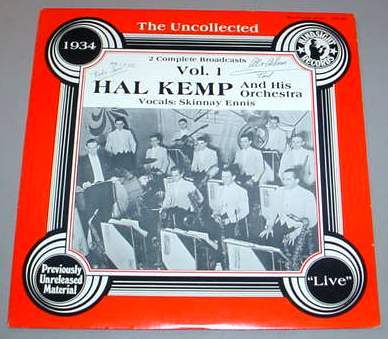 The Uncollected
1934
HINDSIGHT RECORDS
2 Complete Broadcasts
Vol. 1
HAL KEMP And His Orchestra
Vocals: Skinnay Ennis
Previously
Unreleased
Material
"Live"